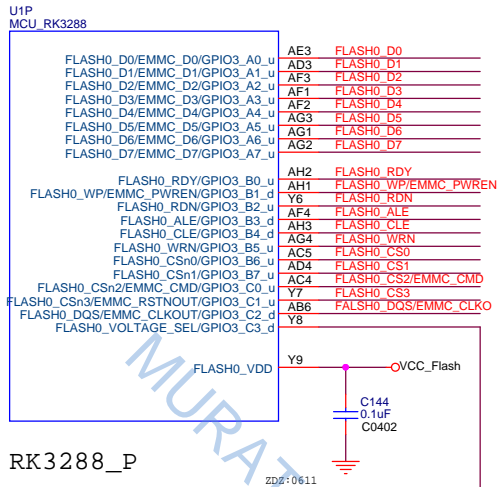 U1P
MCU_RK3288
FLASH0_D0/EMMC_D0/GPIO3_A0_u AE3 FLASH0_D0
FLASH0_D1/EMMC_D1/GPIO3_A1_u AD3 FLASH0_D1
FLASH0_D2/EMMC_D2/GPIO3_A2_u AF3 FLASH0_D2
FLASH0_D3/EMMC_D3/GPIO3_A3_u AF1 FLASH0_D3
FLASH0_D4/EMMC_D4/GPIO3_A4_u AF2 FLASH0_D4
FLASH0_D5/EMMC_D5/GPIO3_A5_u AG3 FLASH0_D5
FLASH0_D6/EMMC_D6/GPIO3_A6_u AG1 FLASH0_D6
FLASH0_D7/EMMC_D7/GPIO3_A7_u AG2 FLASH0_D7
FLASH0_RDY/GPIO3_B0_u AH2 FLASH0_RDY
FLASH0_WP/EMMC_PWREN/GPIO3_B1_d AH1 FLASH0_WP/EMMC_PWREN
FLASH0_RDN/GPIO3_B2_u Y6 FLASH0_RDN
FLASH0_ALE/GPIO3_B3_d AF4 FLASH0_ALE
FLASH0_CLE/GPIO3_B4_d AH3 FLASH0_CLE
FLASH0_WRN/GPIO3_B5_u AG4 FLASH0_WRN
FLASH0_CSn0/GPIO3_B6_u AC5 FLASH0_CS0
FLASH0_CSn1/GPIO3_B7_u AD4 FLASH0_CS1
FLASH0_CSn2/EMMC_CMD/GPIO3_C0_u AC4 FLASH0_CS2/EMMC_CMD
FLASH0_CSn3/EMMC_RSTNOUT/GPIO3_C1_u Y7 FLASH0_CS3
FLASH0_DQS/EMMC_CLKOUT/GPIO3_C2_d AB6 FALSH0_DQS/EMMC_CLKO
FLASH0_VOLTAGE_SEL/GPIO3_C3_d Y8
FLASH0_VDD Y9 VCC_Flash
C144
0.1uF
C0402
RK3288_P
ZDZ:0611
MURAT